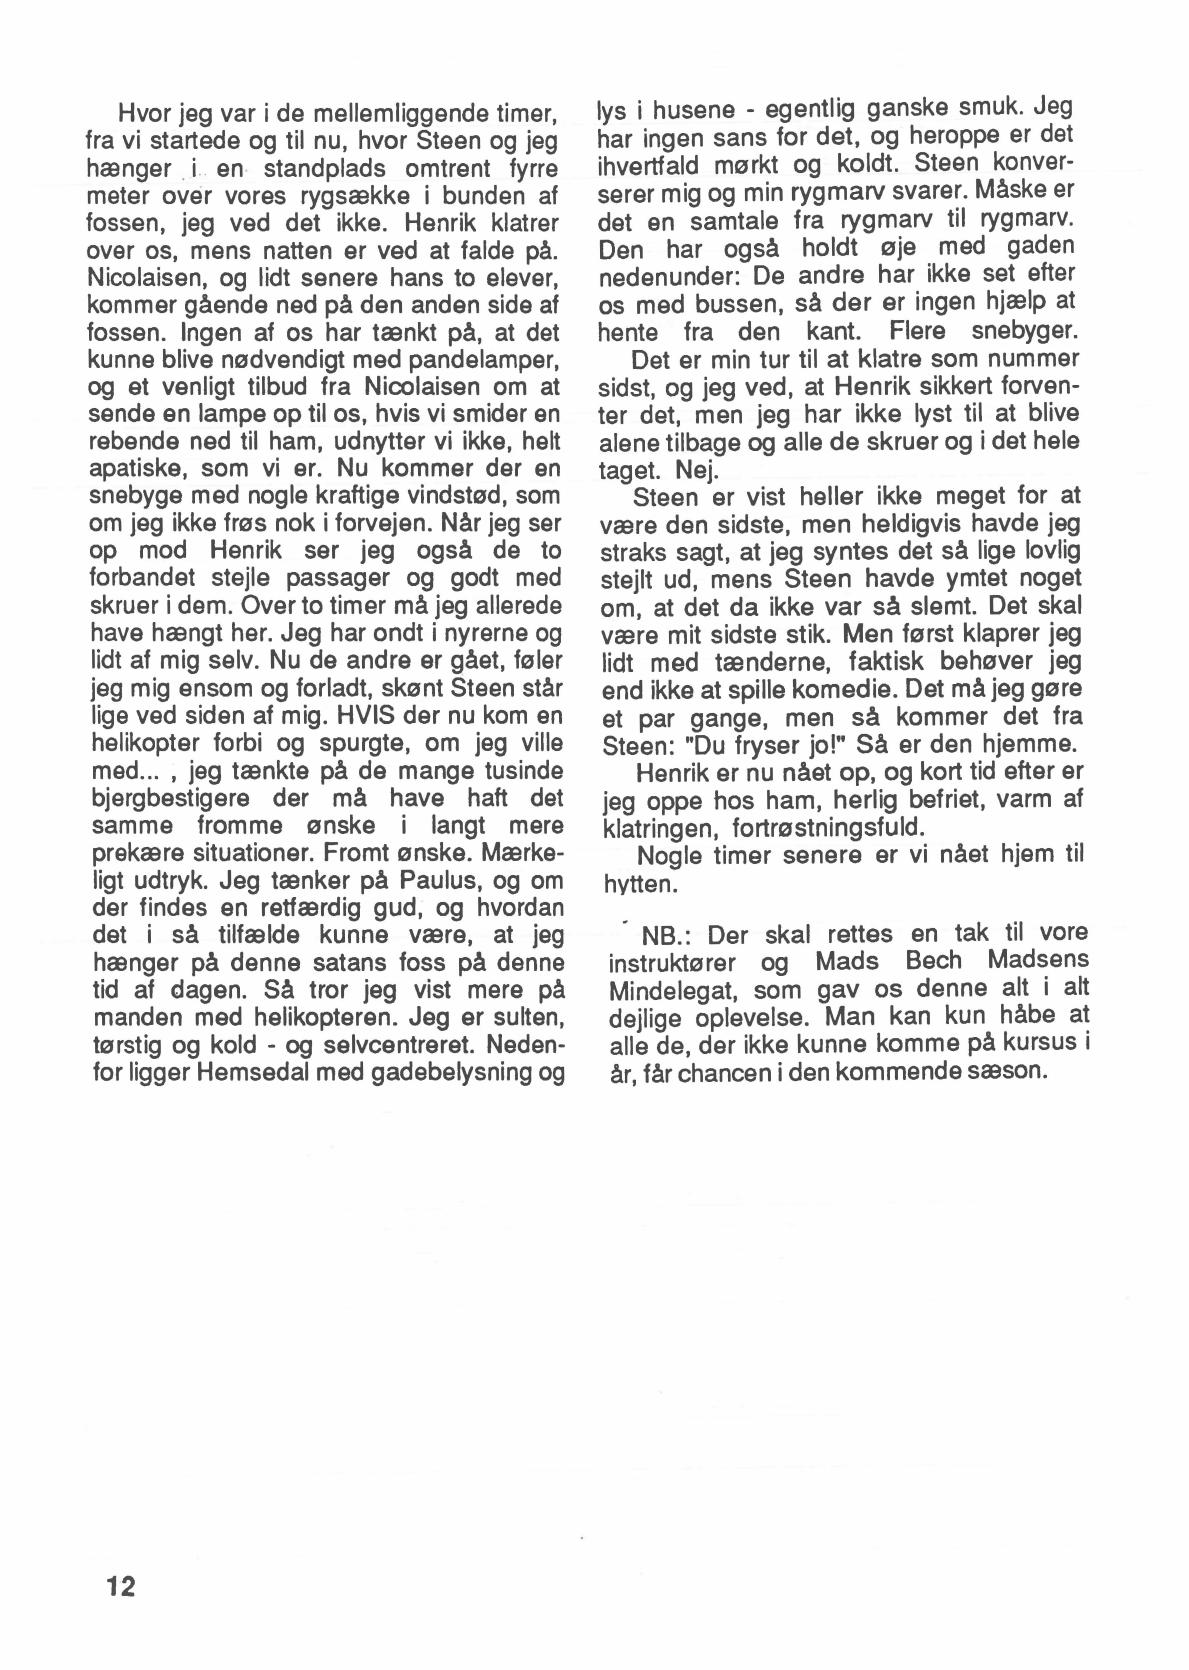 Hvor jeg var i de mellemliggende timer,
fra vi startede og til nu, hvor Steen og jeg
hænger i en standplads omtrent fyrre
meter over vores rygsække i bunden af
fossen, jeg ved det ikke. Henrik klatrer
over os, mens natten er ved at falde på.
Nicolaisen, og lidt senere hans to elever,
kommer gående ned på den anden side af
fossen. Ingen af os har tænkt på, at det
kunne blive nødvendigt med pandelamper,
og et venligt tilbud fra Nicolaisen om at
sende en lampe op til os, hvis vi smider en
rebende ned til ham, udnytter vi ikke, helt
apatiske, som vi er. Nu kommer der en
snebyge med nogle kraftige vindstød, som
om jeg ikke frøs nok i forvejen. Når jeg ser
op mod Henrik ser jeg også de to
forbandet stejle passager og godt med
skruer i dem. Over to timer må jeg allerede
have hængt her. Jeg har ondt i nyrerne og
lidt af mig selv. Nu de andre er gået, føler
jeg mig ensom og forladt, skønt Steen står
lige ved siden af mig. HVIS der nu kom en
helikopter forbi og spurgte, om jeg ville
med... , jeg tænkte på de mange tusinde
bjergbestigere der må have haft det
samme fromme ønske i langt mere
prekære situationer. Fromt ønske. Mærke-
ligt udtryk. Jeg tænker på Paulus, og om
der findes en retfærdig gud, og hvordan
det i så tilfælde kunne være, at jeg
hænger på denne satans foss på denne
tid af dagen. Så tror jeg vist mere på
manden med helikopteren. Jeg er sulten,
tørstig og kold - og selvcentreret. Neden-
for ligger Hemsedal med gadebelysning og
lys i husene - egentlig ganske smuk. Jeg
har ingen sans for det, og heroppe er det
ihvertfald mørkt og koldt. Steen konver-
serer mig og min rygmarv svarer. Måske er
det en samtale fra rygmarv til rygmarv.
Den har også holdt øje med gaden
nedenunder: De andre har ikke set efter
os med bussen, så der er ingen hjælp at
hente fra den kant. Flere snebyger.
Det er min tur til at klatre som nummer
sidst, og jeg ved, at Henrik sikkert forven-
ter det, men jeg har ikke lyst til at blive
alene tilbage og alle de skruer og i det hele
taget. Nej.
Steen er vist heller ikke meget for at
være den sidste, men heldigvis havde jeg
straks sagt, at jeg syntes det så lige lovlig
stejlt ud, mens Steen havde ymtet noget
om, at det da ikke var så slemt. Det skal
være mit sidste stik. Men først klaprer jeg
lidt med tænderne, faktisk behøver jeg
end ikke at spille komedie. Det må jeg gøre
et par gange, men så kommer det fra
Steen: "Du fryser jo!" Så er den hjemme.
Henrik er nu nået op, og kort tid efter er
jeg oppe hos ham, herlig befriet, varm af
klatringen, fortrøstningsfuld.
Nogle timer senere er vi nået hjem til
hytten.
NB.: Der skal rettes en tak til vore
instruktører og Mads Bech Madsens
Mindelegat, som gav os denne alt i alt
dejlige oplevelse. Man kan kun håbe at
alle de, der ikke kunne komme på kursus i
år, får chancen i den kommende sæson.
12